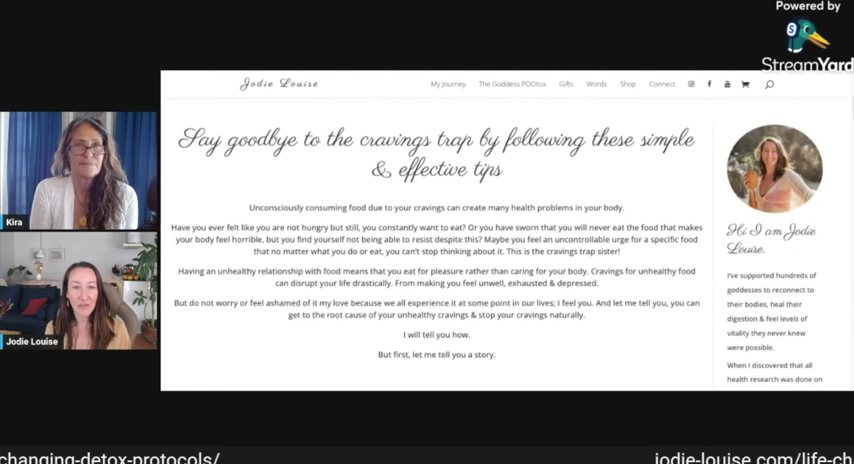 Powered by
StreamYard
Jodie Louise
My Journey The Goddess POOtox Gifts Words Shop Connect
Kira
Jodie Louise
Say goodbye to the cravings trap by following these simple
& effective tips
Unconsciously consuming food due to your cravings can create many health problems in your body.
Have you ever felt like you are not hungry but still, you constantly want to eat? Or you have sworn that you will never eat the food that makes
your body feel horrible, but you find yourself not being able to resist despite this? Maybe you feel an uncontrollable urge for a specific food
that no matter what you do or eat, you can't stop thinking about it. This is the cravings trap sister!
Having an unhealthy relationship with food means that you eat for pleasure rather than caring for your body. Cravings for unhealthy food
can disrupt your life drastically. From making you feel unwell, exhausted & depressed.
But do not worry or feel ashamed of it my love because we all experience it at some point in our lives; I feel you. And let me tell you, you can
get to the root cause of your unhealthy cravings & stop your cravings naturally.
I will tell you how.
But first, let me tell you a story.
Hi I am Jodie
Louise.
I've supported hundreds of
goddesses to reconnect to
their bodies, heal their
digestion & feel levels of
vitality they never knew
were possible.
When I discovered that all
health research was done on
changing-detox-protocols/
jodie-louise.com/life-ch